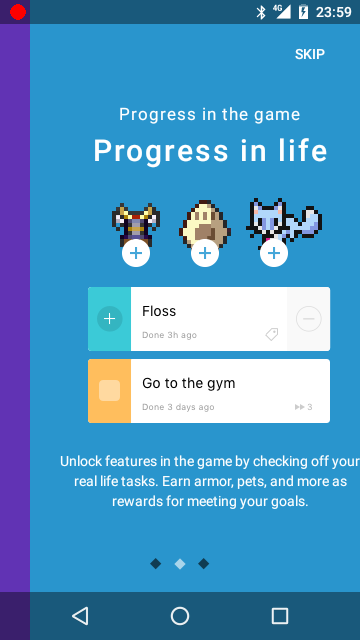 4G 23:59
SKIP
Progress in the game
Progress in life
Floss
Done 3h ago
Go to the gym
Done 3 days ago
3
Unlock features in the game by checking off your
real life tasks. Earn armor, pets, and more as
rewards for meeting your goals.